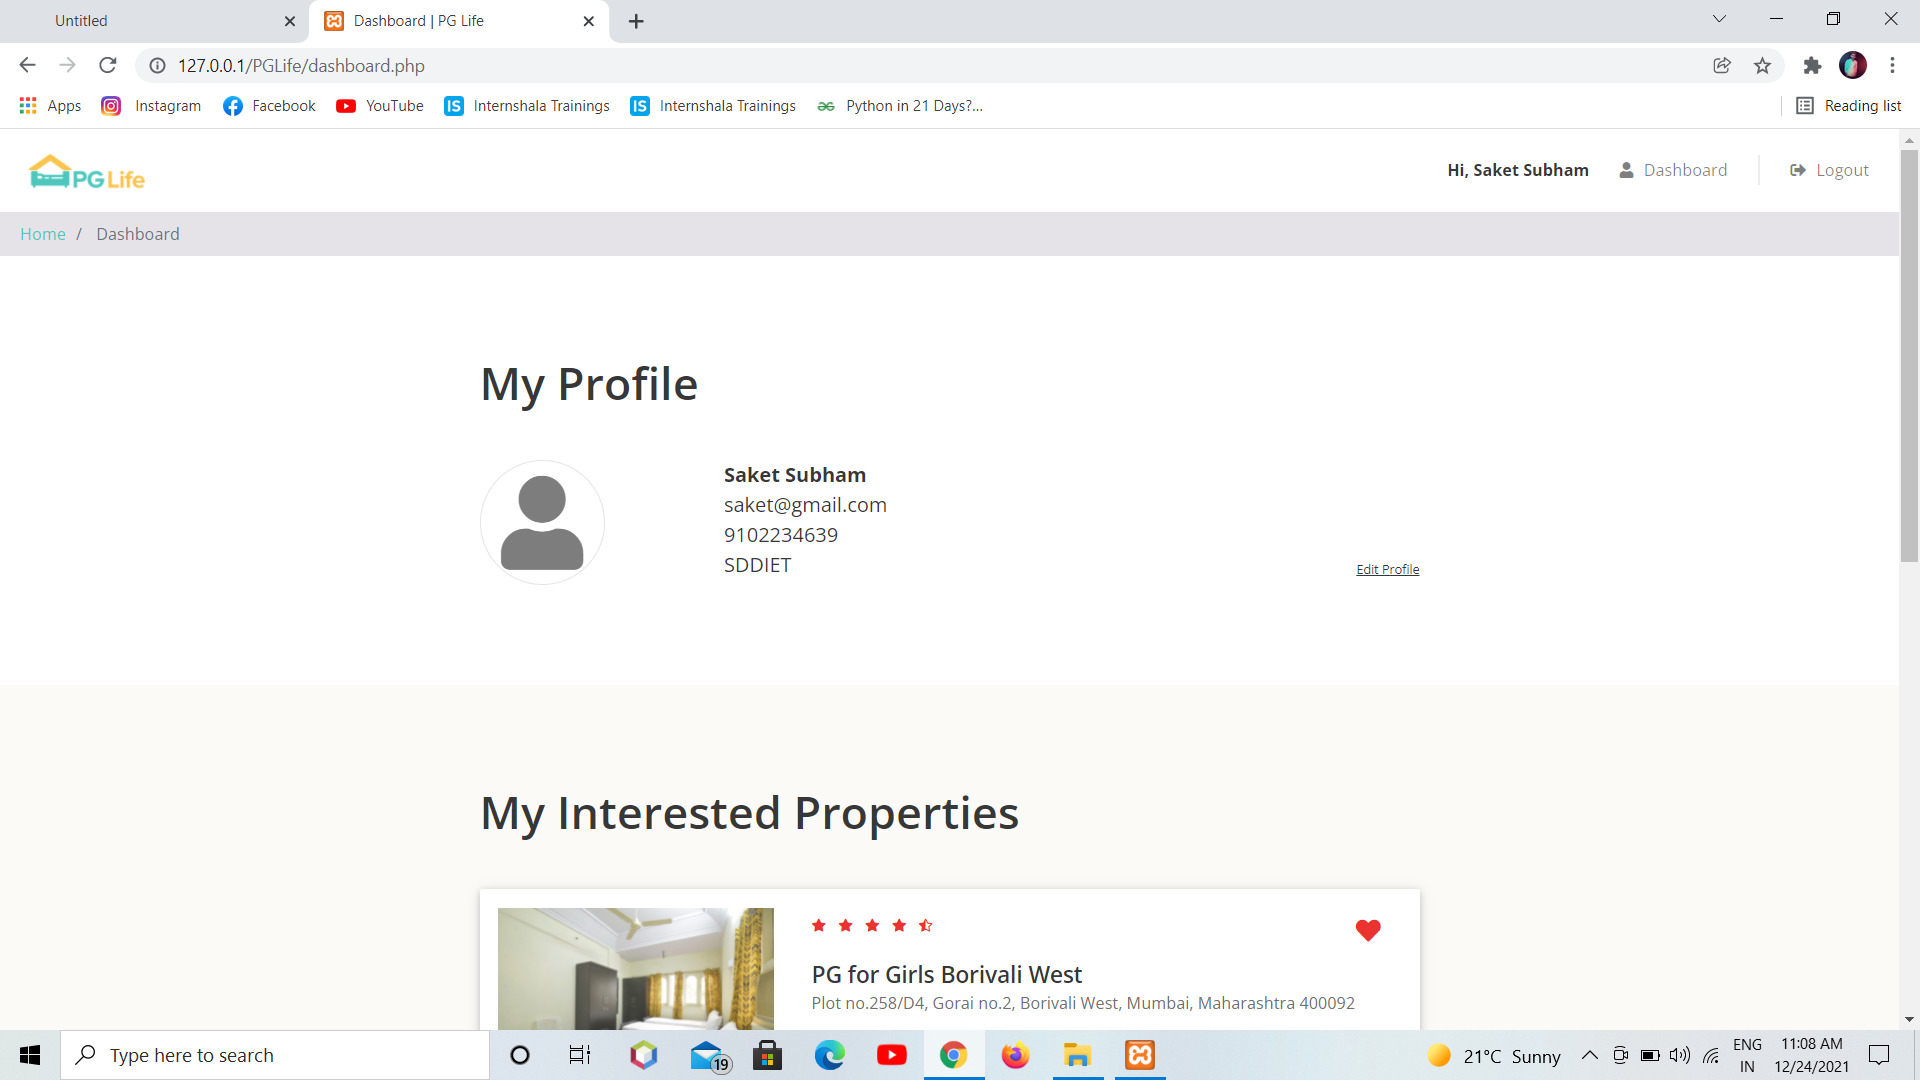 Untitled
Dashboard | PG Life
127.0.0.1/PGLife/dashboard.php
Apps Instagram Facebook YouTube Internshala Trainings Internshala Trainings Python in 21 Days?... Reading list
PG Life
Hi, Saket Subham Dashboard Logout
Home / Dashboard
My Profile
Saket Subham
saket@gmail.com
9102234639
SDDIET
Edit Profile
My Interested Properties
PG for Girls Borivali West
Plot no.258/D4, Gorai no.2, Borivali West, Mumbai, Maharashtra 400092
Type here to search
19
21°C Sunny
ENG
IN
11:08 AM
12/24/2021